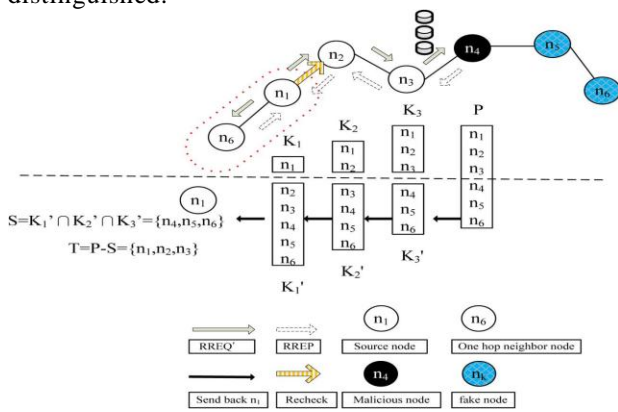 distinguished.
n2
n4
n5
n1
n3
n6
n6
K1
K2
K3
P
n1
n1
n2
n1
n2
n3
n1
n2
n3
n4
n5
n6
n1
S=K1'∩K2'∩K3'={n4,n5,n6}
T=P-S={n1,n2,n3}
n2
n3
n4
n5
n6
n3
n4
n5
n6
n4
n5
n6
K1'
K2'
K3'
n1
n6
RREQ'
RREP
Source node
One hop neighbor node
n4
nK
Send back n1
Recheck
Malicious node
fake node